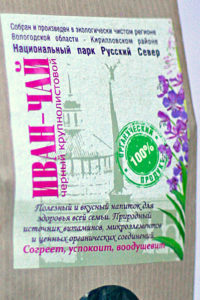 Собран и произведен в экологически чистом регионе
Вологодской области - Кирилловском районе
Национальный парк Русский Север
ИВАН-ЧАЙ
черный крупнолистовой
ЭКОЛОГИЧЕСКИЙ
100%
ПРОДУКТ
Полезный и вкусный напиток для
здоровья всей семьи. Природный
источник витаминов, микроэлементов
и ценных органических соединений.
Согреет, успокоит, воодушевит